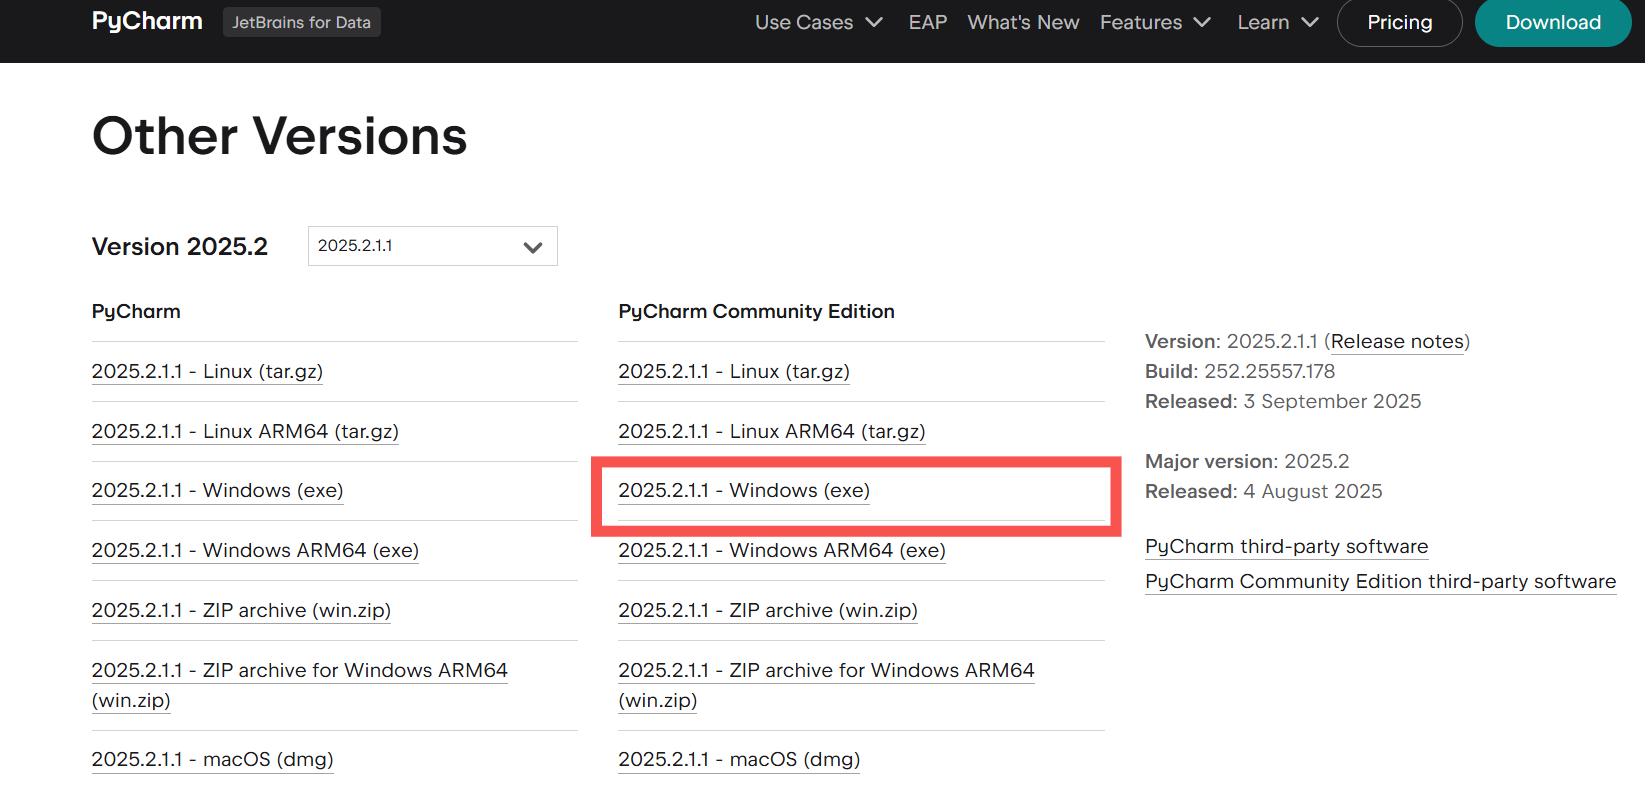 PyCharm JetBrains for Data Use Cases EAP What's New Features Learn Pricing Download
Other Versions
Version 2025.2 2025.2.1.1
PyCharm
2025.2.1.1 - Linux (tar.gz)
2025.2.1.1 - Linux ARM64 (tar.gz)
2025.2.1.1 - Windows (exe)
2025.2.1.1 - Windows ARM64 (exe)
2025.2.1.1 - ZIP archive (win.zip)
2025.2.1.1 - ZIP archive for Windows ARM64
(win.zip)
2025.2.1.1 - macOS (dmg)
PyCharm Community Edition
2025.2.1.1 - Linux (tar.gz)
2025.2.1.1 - Linux ARM64 (tar.gz)
2025.2.1.1 - Windows (exe)
2025.2.1.1 - Windows ARM64 (exe)
2025.2.1.1 - ZIP archive (win.zip)
2025.2.1.1 - ZIP archive for Windows ARM64
(win.zip)
2025.2.1.1 - macOS (dmg)
Version: 2025.2.1.1 (Release notes)
Build: 252.25557.178
Released: 3 September 2025
Major version: 2025.2
Released: 4 August 2025
PyCharm third-party software
PyCharm Community Edition third-party software